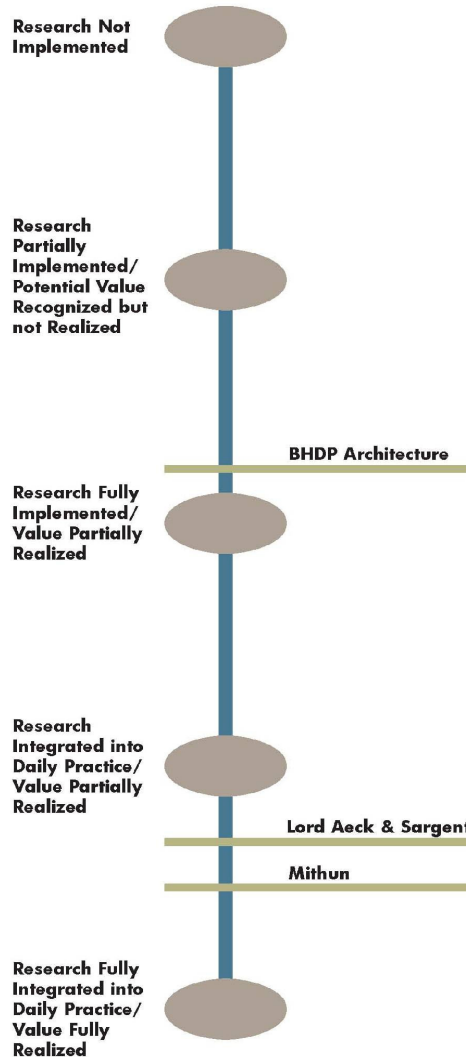 Research Not
Implemented
Research
Partially
Implemented/
Potential Value
Recognized but
not Realized
BHDP Architecture
Research Fully
Implemented/
Value Partially
Realized
Research
Integrated into
Daily Practice/
Value Partially
Realized
Lord Aeck & Sargent
Mithun
Research Fully
Integrated into
Daily Practice/
Value Fully
Realized